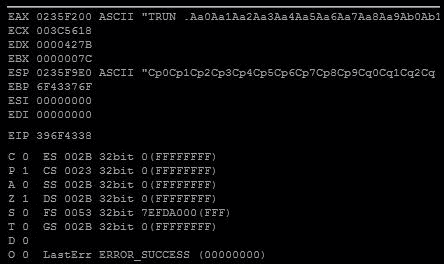 EAX 0235F200 ASCII "TRUN .Aa0Aa1Aa2Aa3Aa4Aa5Aa6Aa7Aa8Aa9Ab0Ab1
ECX 003C5618
EDX 0000427B
EBX 0000007C
ESP 0235F9E0 ASCII "Cp0Cp1Cp2Cp3Cp4Cp5Cp6Cp7Cp8Cp9Cq0Cq1Cq2Cq
EBP 6F43376F
ESI 00000000
EDI 00000000
EIP 396F4338
C 0 ES 002B 32bit 0(FFFFFFFF)
P 1 CS 0023 32bit 0(FFFFFFFF)
A 0 SS 002B 32bit 0(FFFFFFFF)
Z 1 DS 002B 32bit 0(FFFFFFFF)
S 0 FS 0053 32bit 7EFDA000(FFF)
T 0 GS 002B 32bit 0(FFFFFFFF)
D 0
O 0 LastErr ERROR_SUCCESS (00000000)